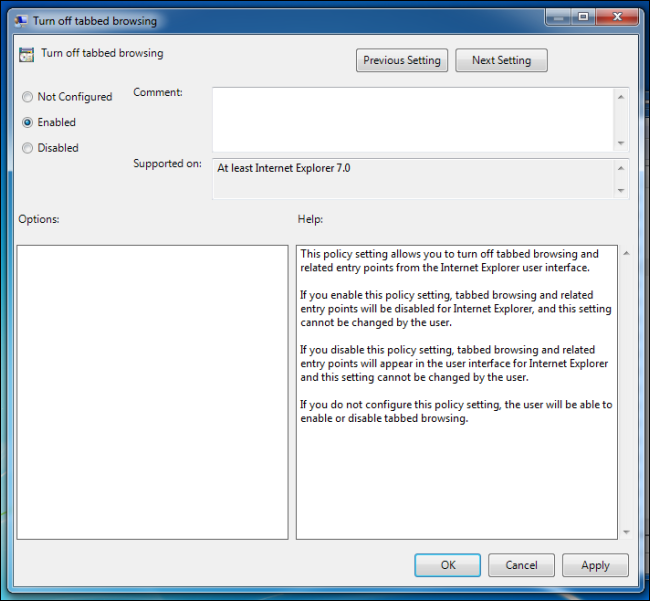 Turn off tabbed browsing
Turn off tabbed browsing
Previous Setting
Next Setting
Not Configured
Comment:
Enabled
Disabled
Supported on:
At least Internet Explorer 7.0
Options:
Help:
This policy setting allows you to turn off tabbed browsing and
related entry points from the Internet Explorer user interface.
If you enable this policy setting, tabbed browsing and related
entry points will be disabled for Internet Explorer, and this setting
cannot be changed by the user.
If you disable this policy setting, tabbed browsing and related
entry points will appear in the user interface for Internet Explorer
and this setting cannot be changed by the user.
If you do not configure this policy setting, the user will be able to
enable or disable tabbed browsing.
OK
Cancel
Apply